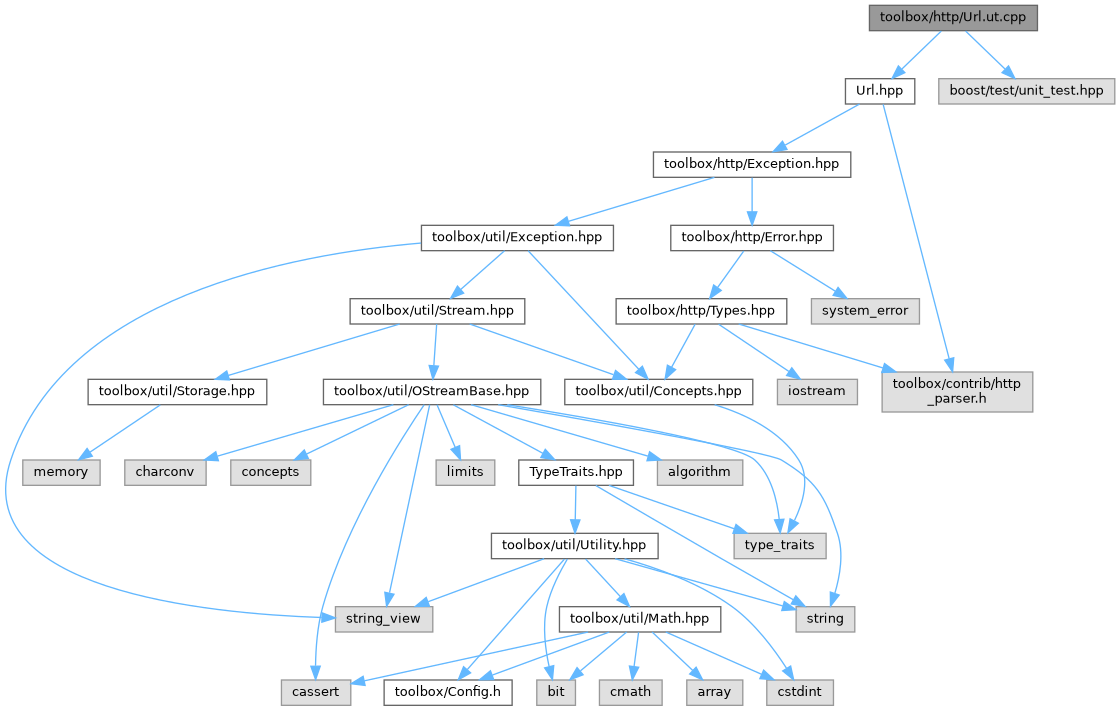 toolbox/http/Url.ut.cpp
Url.hpp
boost/test/unit_test.hpp
toolbox/http/Exception.hpp
toolbox/util/Exception.hpp
toolbox/http/Error.hpp
toolbox/util/Stream.hpp
toolbox/http/Types.hpp
system_error
toolbox/util/Storage.hpp
toolbox/util/OStreamBase.hpp
toolbox/util/Concepts.hpp
iostream
toolbox/contrib/http
_parser.h
memory
charconv
concepts
limits
TypeTraits.hpp
algorithm
toolbox/util/Utility.hpp
type_traits
string_view
toolbox/util/Math.hpp
string
cassert
toolbox/Config.h
bit
cmath
array
cstdint